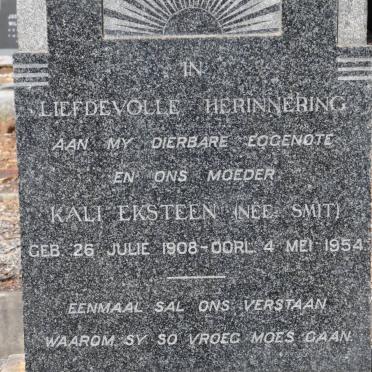 IN
LIEFDEVOLLE HERINNERING
AAN MY DIERBARE EGGENOTE
EN ONS MOEDER
KALI EKSTEEN (NEE: SMIT)
GEB 26 JULIE 1908 - OORL 4 MEI 1954
EENMAAL SAL ONS VERSTAAN
WAAROM SY SO VROEG MOES GAAN